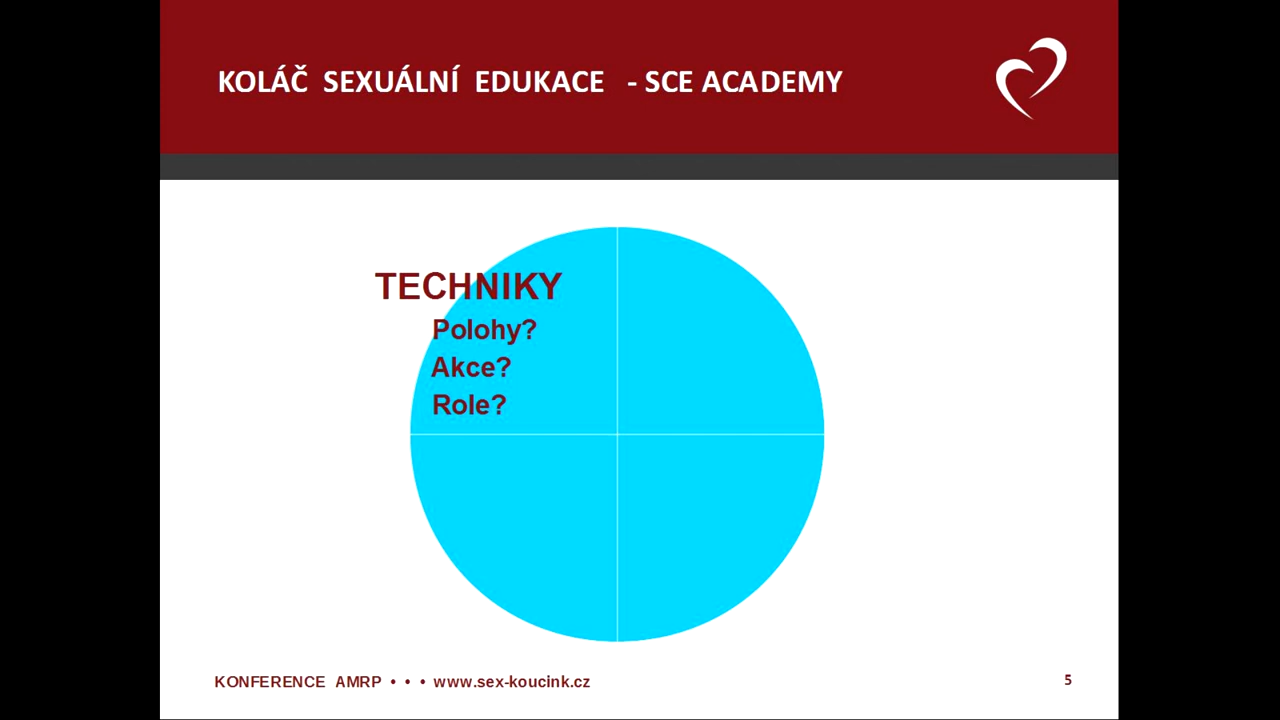 KOLÁČ SEXUÁLNÍ EDUKACE - SCE ACADEMY
TECHNIKY
Polohy?
Akce?
Role?
KONFERENCE AMRP • • • www.sex-koucink.cz
5